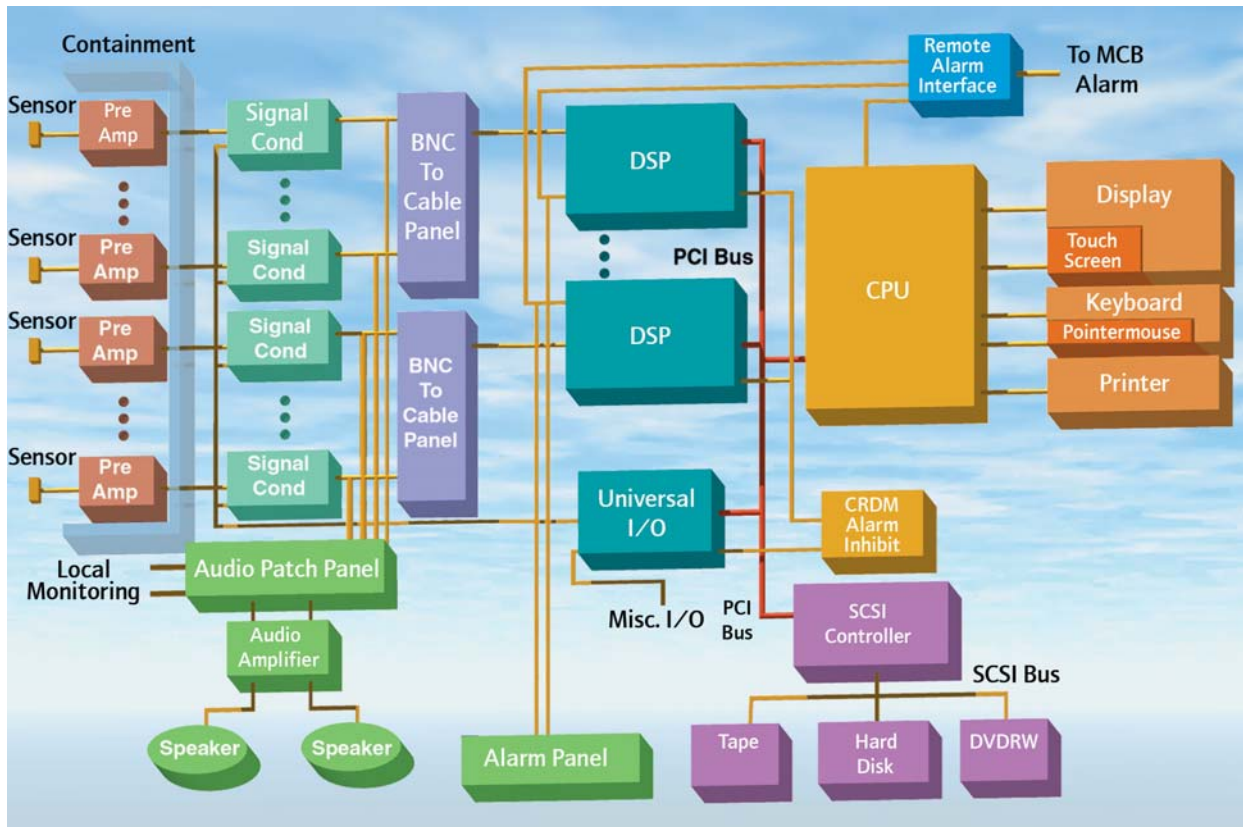 Containment
Sensor
Pre
Amp
Signal
Cond
BNC
To
Cable
Panel
DSP
Remote
Alarm
Interface
To MCB
Alarm
Sensor
Pre
Amp
Signal
Cond
PCI Bus
CPU
Display
Touch
Screen
Sensor
Pre
Amp
Signal
Cond
BNC
To
Cable
Panel
DSP
Keyboard
Pointermouse
Printer
Sensor
Pre
Amp
Signal
Cond
Universal
I/O
CRDM
Alarm
Inhibit
Local
Monitoring
Audio Patch Panel
Misc. I/O
PCI
Bus
SCSI
Controller
Audio
Amplifier
SCSI Bus
Speaker
Speaker
Alarm Panel
Tape
Hard
Disk
DVDRW